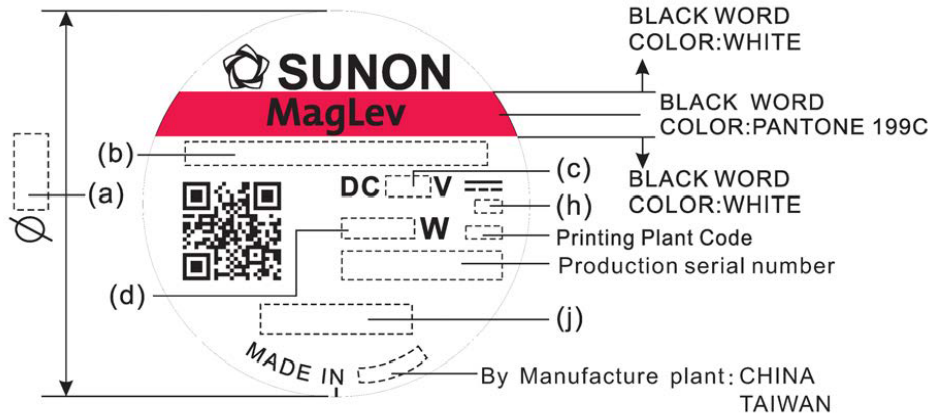 BLACK WORD
COLOR:WHITE
SUNON
MagLev
BLACK WORD
COLOR:PANTONE 199C
(b)
(c)
(a)
DC V
BLACK WORD
COLOR:WHITE
(h)
Ø
W
Printing Plant Code
Production serial number
(d)
(j)
MADE IN
By Manufacture plant: CHINA
TAIWAN